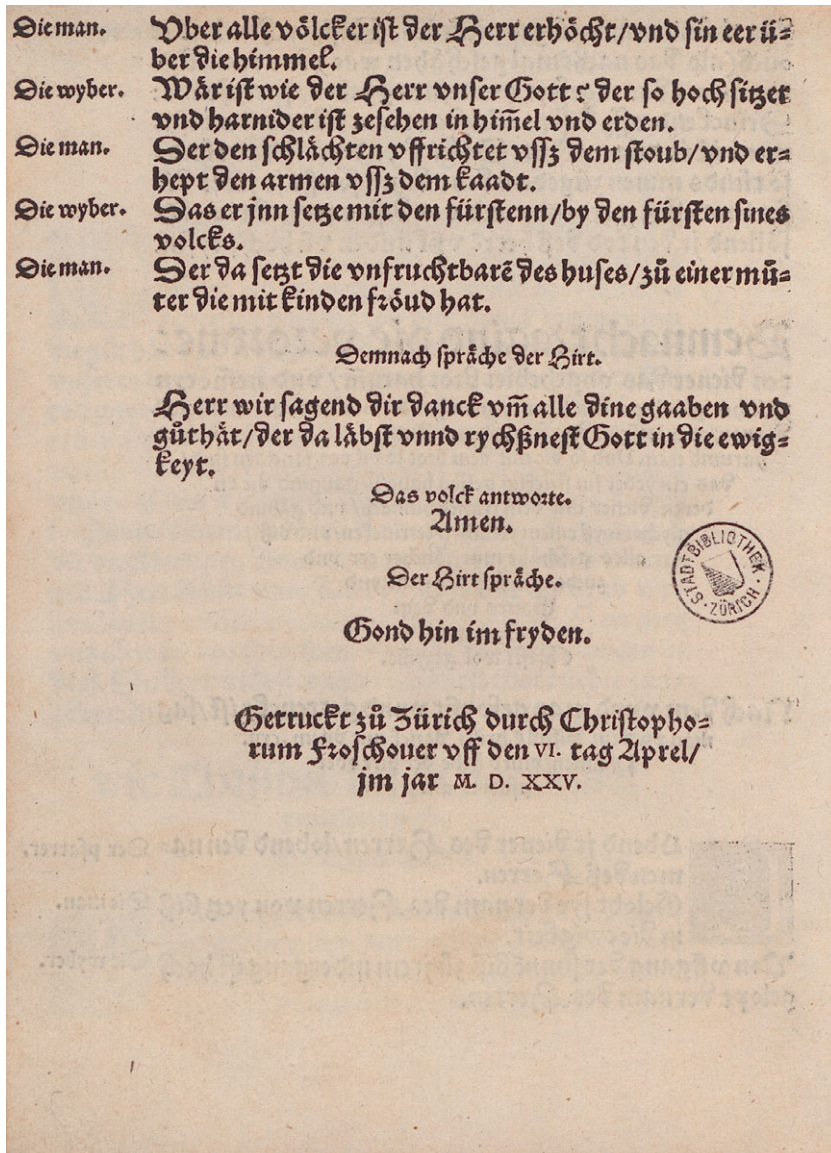 Die man. Vber alle völcker ist der Herr erhöcht/vnd sin eer ü=
ber die himmel.
Die wyber. Wär ist wie der Herr vnser Gott? der so hoch sitzet
vnd harnider ist zesehen in him̄el vnd erden.
Die man. Der den schlächten vffrichtet vssz dem stoub/vnd er=
hept den armen vssz dem kaadt.
Die wyber. Das er jnn setze mit den fürstenn/by den fürsten sines
volcks.
Die man. Der da setzt die vnfruchtbarē des huses/zů einer můͦ=
ter die mit kinden fröud hat.
Demnach spräche der Hirt.
Herr wir sagend dir danck vm̄ alle dine gaaben vnd
gůthät/der da läbst vnnd rychßnest Gott in die ewig=
keyt.
Das volck antworte.
Amen.
Der Hirt spräche.
STADTBIBLIOTHEK · ZÜRICH ·
Gond hin im fryden.
Getruckt zů Zürich durch Christopho=
rum Froschouer vff den VI. tag Aprel/
jm jar M. D. XXV.